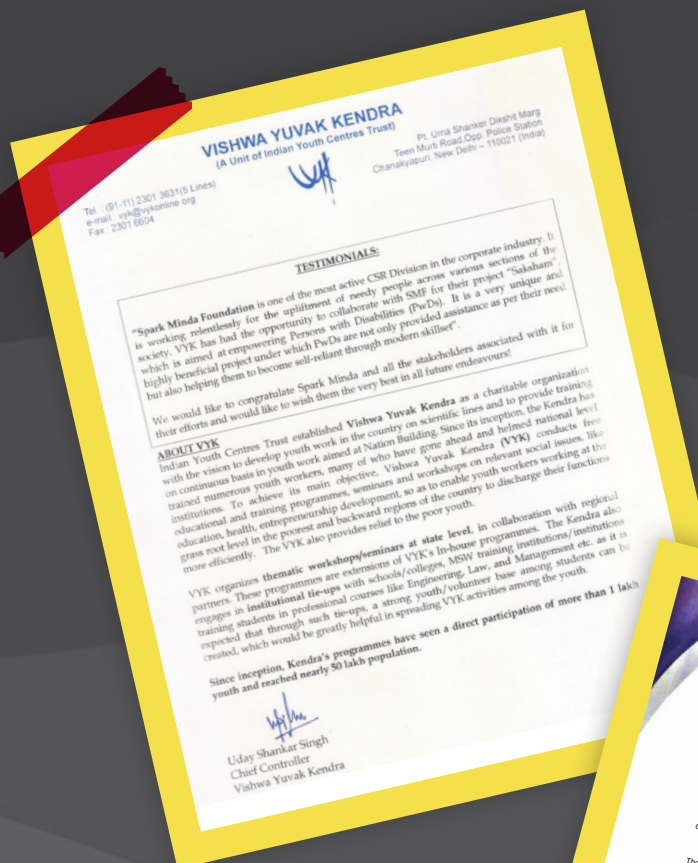 VISHWA YUVAK KENDRA
(A Unit of Indian Youth Centres Trust)
Tel : (91-11) 2301 3631(5 Lines)
e-mail : vyk@vykonline.org
Fax : 2301 6604
Pt. Uma Shanker Dikshit Marg
Teen Murti Road,Opp. Police Station
Chanakyapuri, New Delhi – 110021 (India)
TESTIMONIALS:
"Spark Minda Foundation is one of the most active CSR Division in the corporate industry. It
is working relentlessly for the upliftment of needy people across various sections of the
society. VYK has had the opportunity to collaborate with SMF for their project "Saksham",
which is aimed at empowering Persons with Disabilities (PwDs). It is a very unique and
highly beneficial project under which PwDs are not only provided assistance as per their need
but also helping them to become self-reliant through modern skillset".
We would like to congratulate Spark Minda and all the stakeholders associated with it for
their efforts and would like to wish them the very best in all future endeavours!
ABOUT VYK
Indian Youth Centres Trust established Vishwa Yuvak Kendra as a charitable organization
with the vision to develop youth work in the country on scientific lines and to provide training
on continuous basis in youth work aimed at Nation Building. Since its inception, the Kendra has
trained numerous youth workers, many of who have gone ahead and helmed national level
institutions. To achieve its main objective, Vishwa Yuvak Kendra (VYK) conducts free
educational and training programmes, seminars and workshops on relevant social issues, like
education, health, entrepreneurship development, so as to enable youth workers working at the
grass root level in the poorest and backward regions of the country to discharge their functions
more efficiently. The VYK also provides relief to the poor youth.
VYK organizes thematic workshops/seminars at state level, in collaboration with regional
partners. These programmes are extensions of VYK's In-house programmes. The Kendra also
engages in institutional tie-ups with schools/colleges, MSW training institutions/institutions
training students in professional courses like Engineering, Law, and Management etc. as it is
expected that through such tie-ups, a strong youth/volunteer base among students can be
created, which would be greatly helpful in spreading VYK activities among the youth.
Since inception, Kendra's programmes have seen a direct participation of more than 1 lakh
youth and reached nearly 50 lakh population.
Uday Shankar Singh
Chief Controller
Vishwa Yuvak Kendra